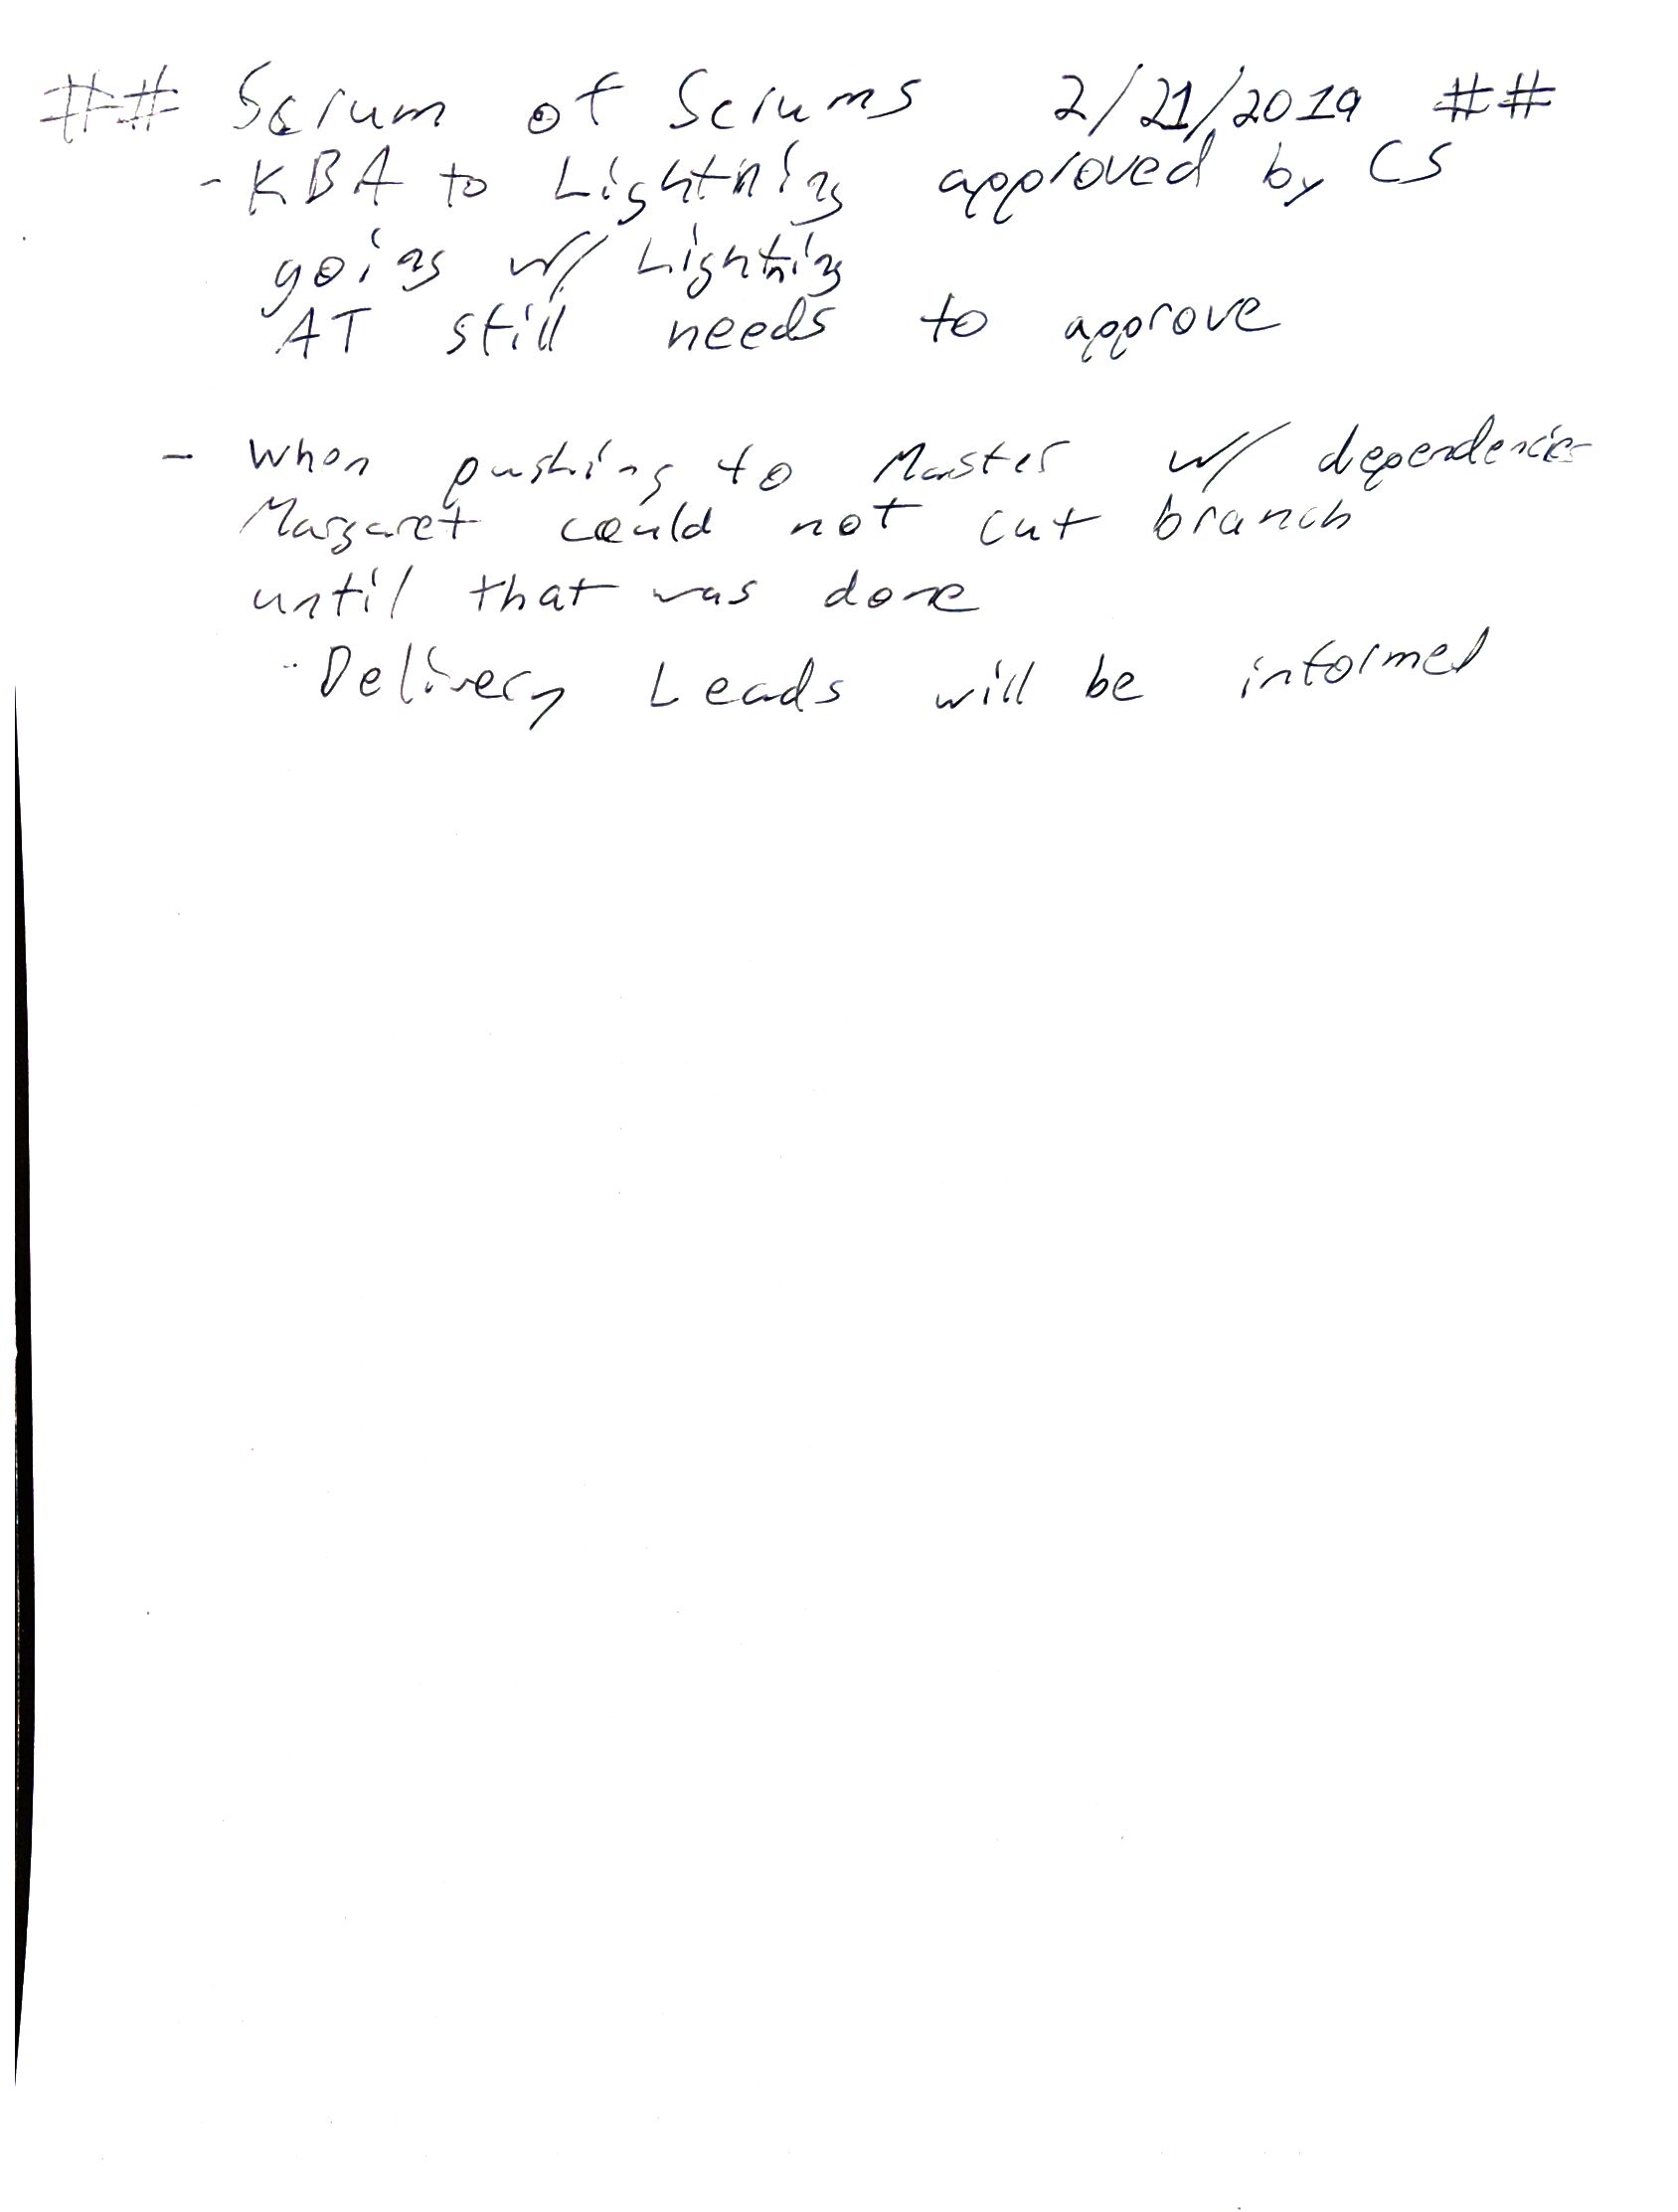 ## Scrum of Scrums 2/21/2019 ##
- KBA to Lightning approved by CS
going w/ Lightning
AT still needs to approve
- When pushing to Master w/ dependencies
Margaret could not cut branch
until that was done
- Delivery Leads will be informed